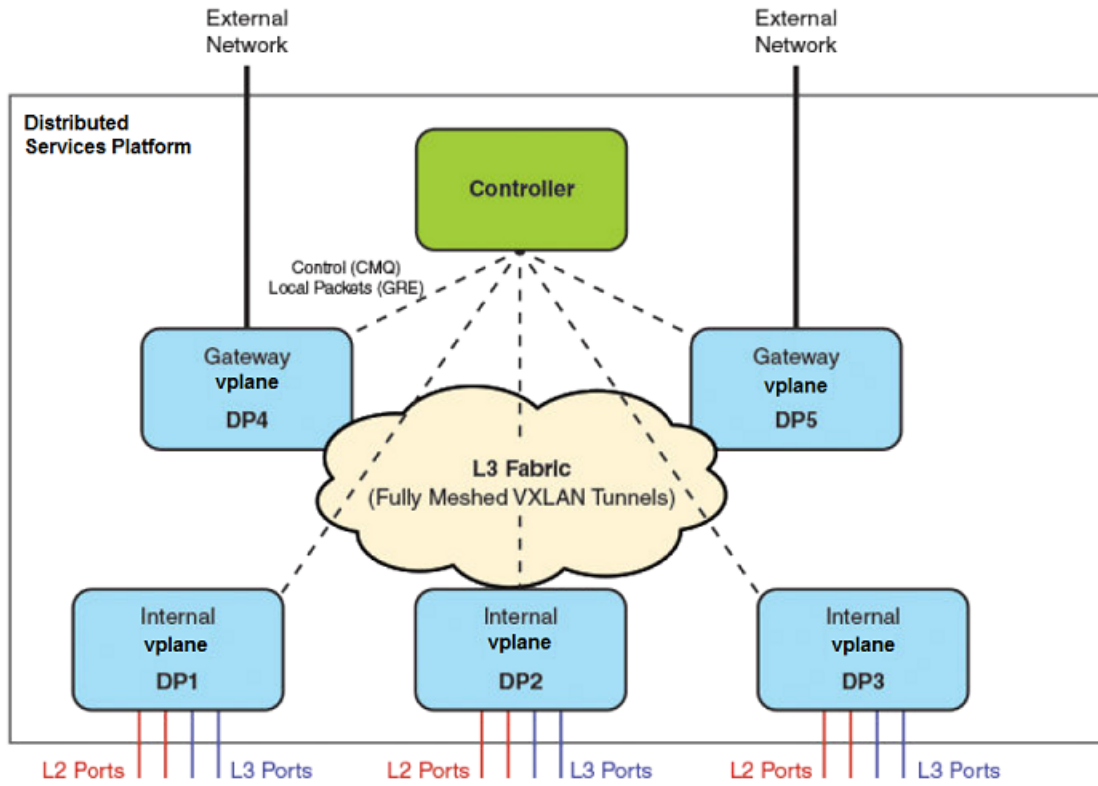 External
Network
External
Network
Distributed
Services Platform
Controller
Control (CMQ)
Local Packets (GRE)
Gateway
vplane
DP4
Gateway
vplane
DP5
L3 Fabric
(Fully Meshed VXLAN Tunnels)
Internal
vplane
DP1
Internal
vplane
DP2
Internal
vplane
DP3
L2 Ports
L3 Ports
L2 Ports
L3 Ports
L2 Ports
L3 Ports